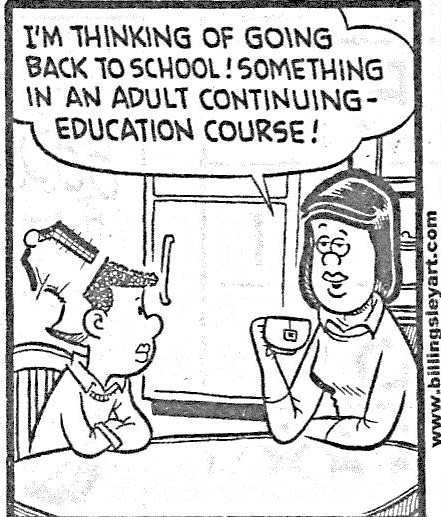 I'M THINKING OF GOING
BACK TO SCHOOL! SOMETHING
IN AN ADULT CONTINUING-
EDUCATION COURSE!
www.billingsleyart.com